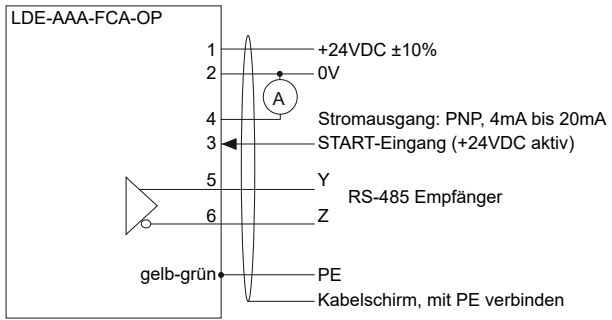 LDE-AAA-FCA-OP
1 +24VDC ±10%
2 0V
A
4 Stromausgang: PNP, 4mA bis 20mA
3 START-Eingang (+24VDC aktiv)
5 Y
RS-485 Empfänger
6 Z
gelb-grün PE
Kabelschirm, mit PE verbinden